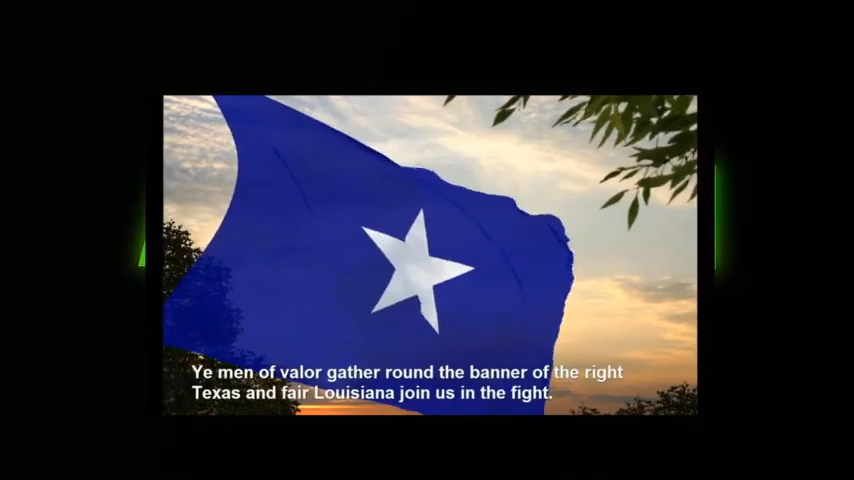 Ye men of valor gather round the banner of the right
Texas and fair Louisiana join us in the fight.